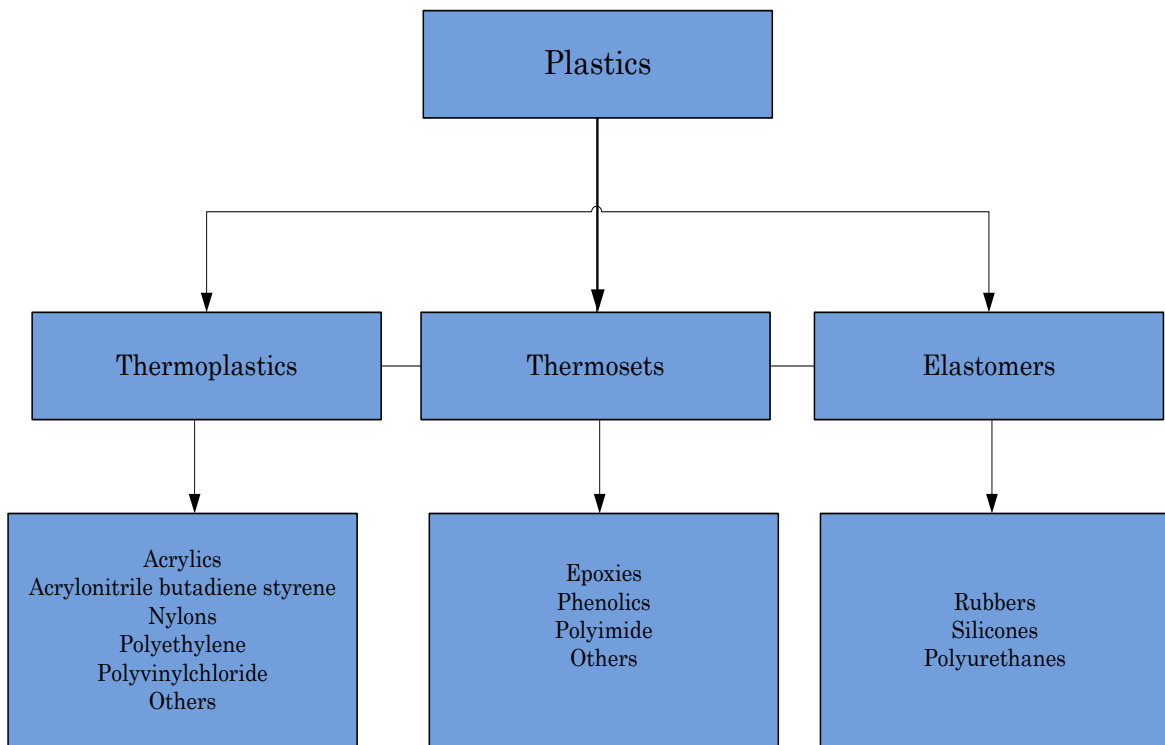 Plastics
Thermoplastics
Thermosets
Elastomers
Acrylics
Acrylonitrile butadiene styrene
Nylons
Polyethylene
Polyvinylchloride
Others
Epoxies
Phenolics
Polyimide
Others
Rubbers
Silicones
Polyurethanes